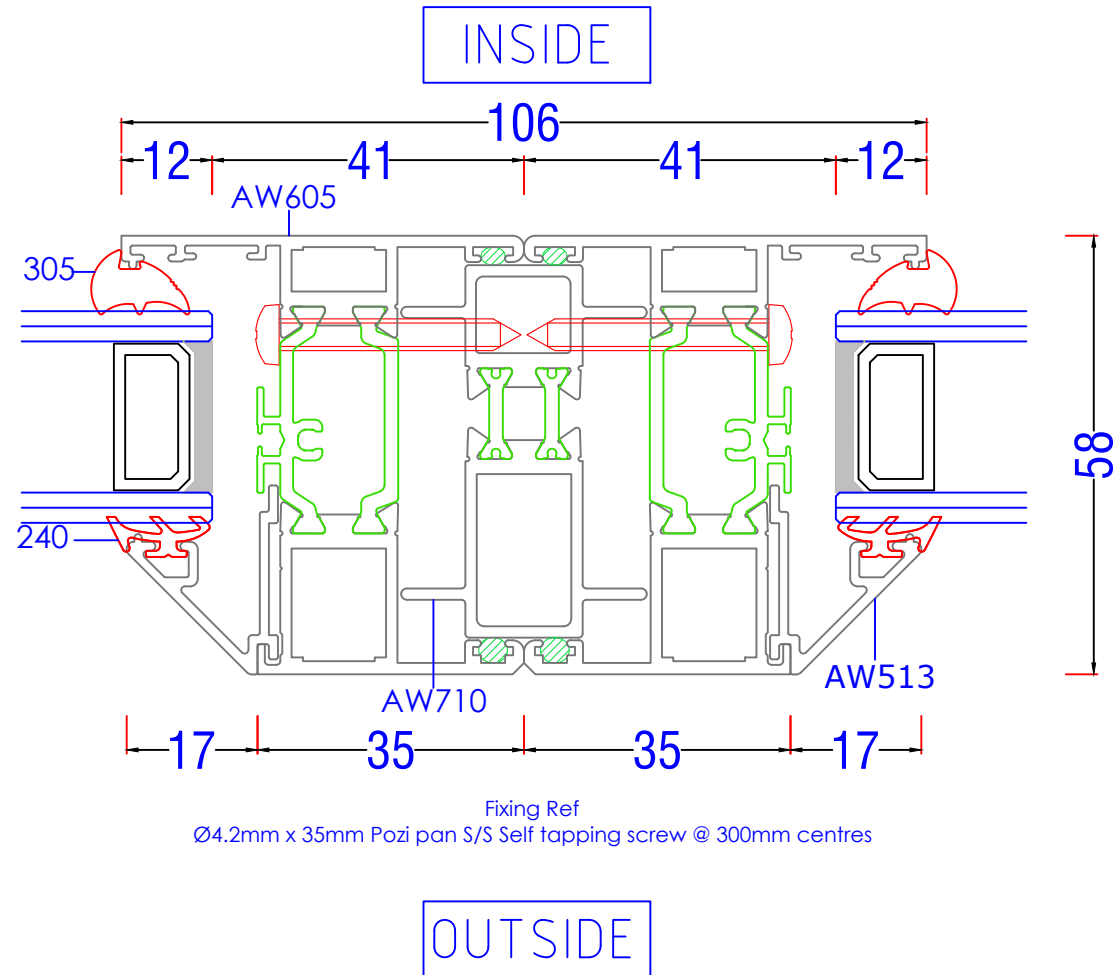 INSIDE
106
12
41
41
12
AW605
305
58
240
AW710
AW513
17
35
35
17
Fixing Ref
Ø4.2mm x 35mm Pozi pan S/S Self tapping screw @ 300mm centres
OUTSIDE